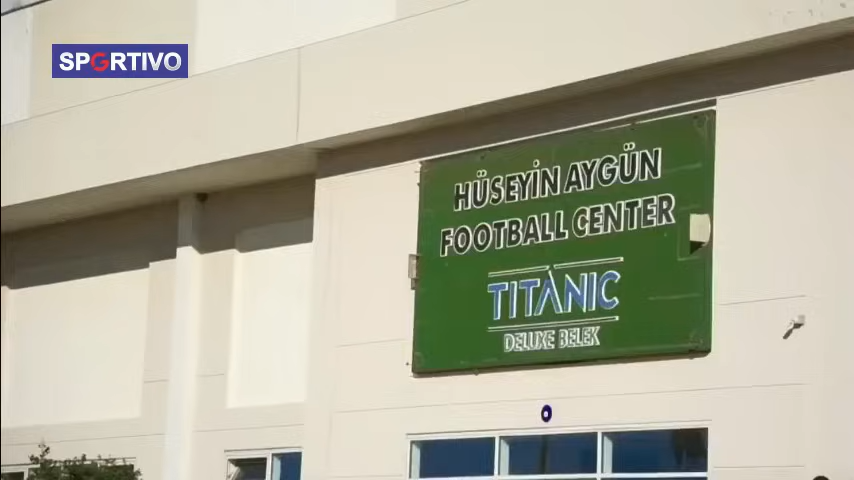 SPORTIVO
HÜSEYİN AYGÜN
FOOTBALL CENTER
TITANIC
DELUXE BELEK